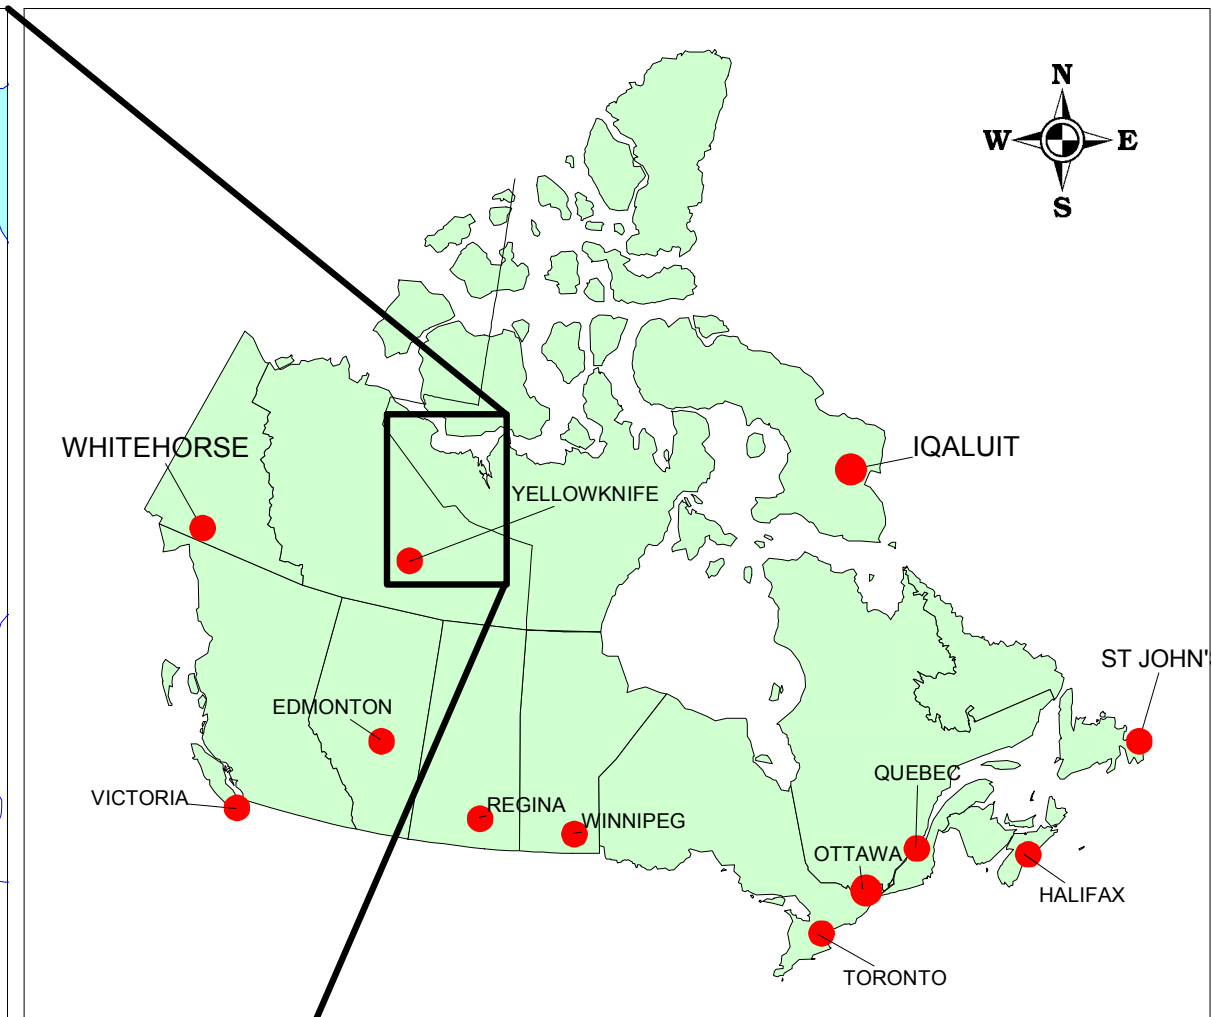 N
W E
S
WHITEHORSE
IQALUIT
YELLOWKNIFE
ST JOHN'S
EDMONTON
QUEBEC
VICTORIA
REGINA
WINNIPEG
OTTAWA
HALIFAX
TORONTO